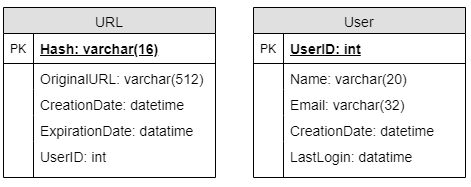 URL
PK Hash: varchar(16)
OriginalURL: varchar(512)
CreationDate: datetime
ExpirationDate: datatime
UserID: int
User
PK UserID: int
Name: varchar(20)
Email: varchar(32)
CreationDate: datetime
LastLogin: datatime